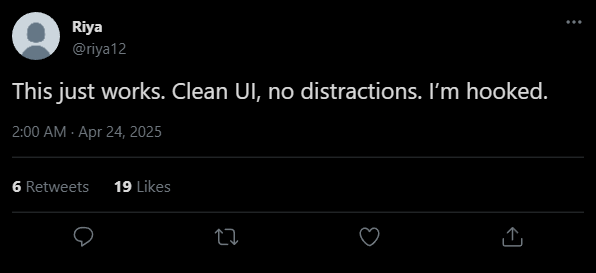 Riya
@riya12
This just works. Clean UI, no distractions. I’m hooked.
2:00 AM · Apr 24, 2025
6 Retweets 19 Likes